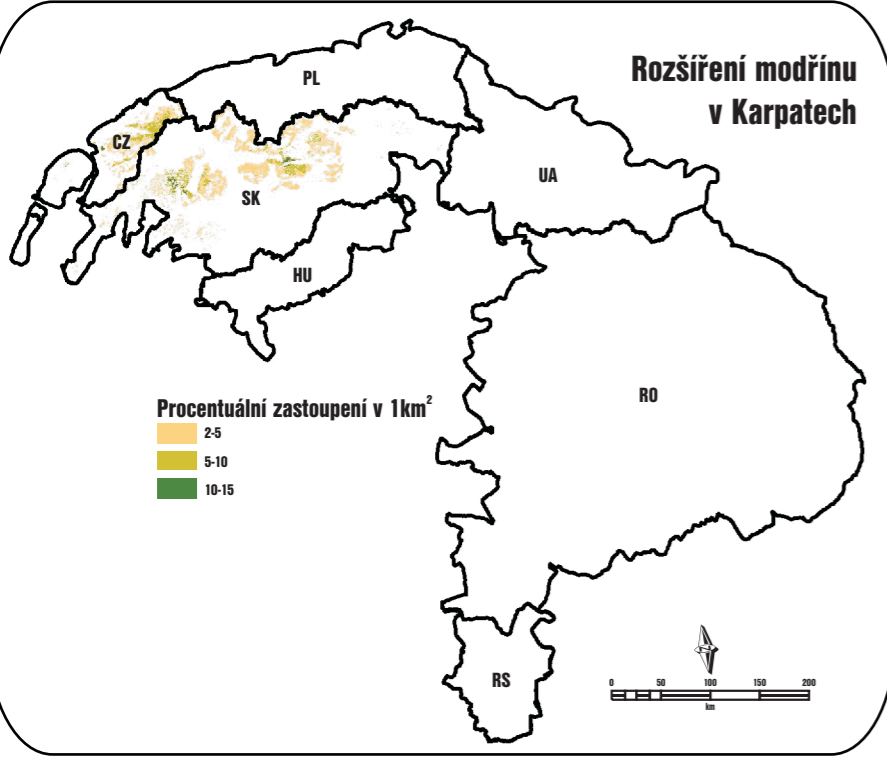 Rozšíření modřínu
v Karpatech
PL
CZ
UA
SK
HU
RO
Procentuální zastoupení v 1km²
2-5
5-10
10-15
RS
0 50 100 150 200
km